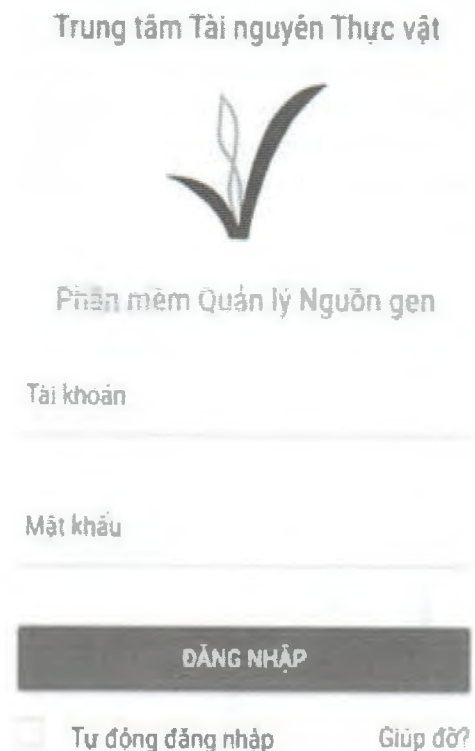 Trung tâm Tài nguyên Thực vật
Phần mềm Quản lý Nguồn gen
Tài khoản
Mật khẩu
ĐĂNG NHẬP
Tự động đăng nhập Giúp đỡ?